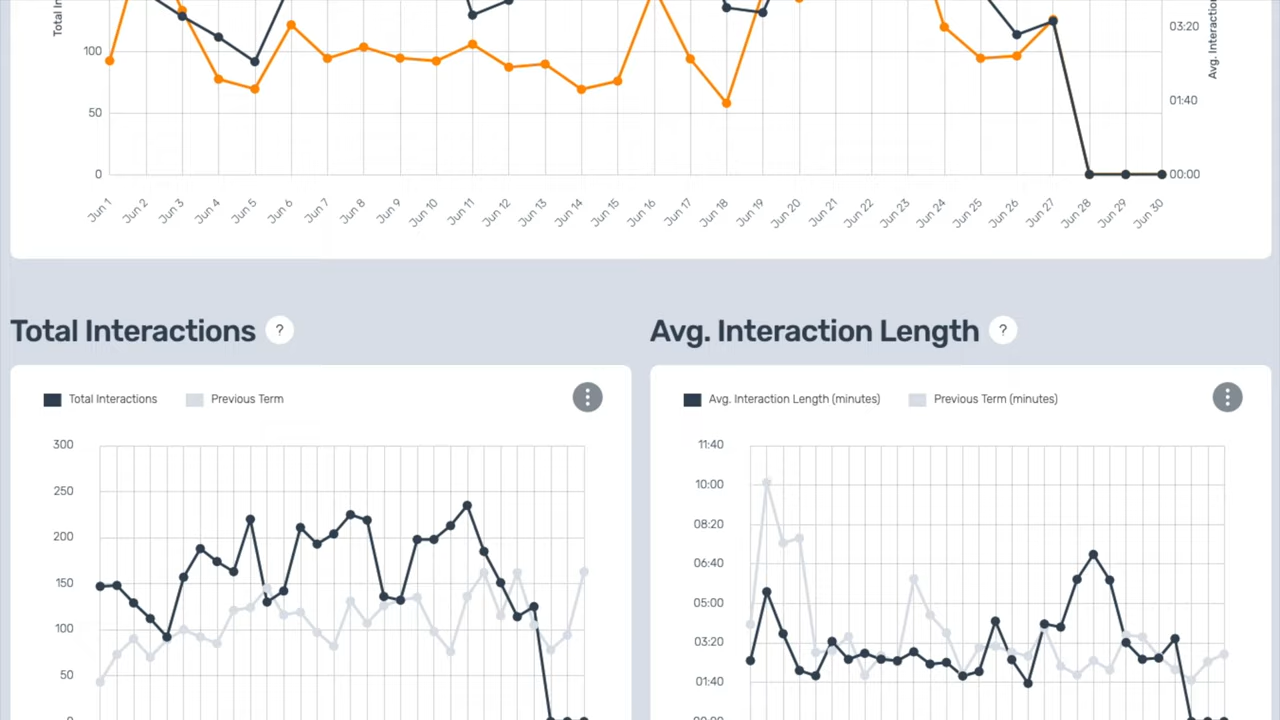 Total In
Avg. Interactio
03:20
100
01:40
50
0
00:00
Jun 1
Jun 2
Jun 3
Jun 4
Jun 5
Jun 6
Jun 7
Jun 8
Jun 9
Jun 10
Jun 11
Jun 12
Jun 13
Jun 14
Jun 15
Jun 16
Jun 17
Jun 18
Jun 19
Jun 20
Jun 21
Jun 22
Jun 23
Jun 24
Jun 25
Jun 26
Jun 27
Jun 28
Jun 29
Jun 30
Total Interactions ?
Total Interactions
Previous Term
300
250
200
150
100
50
Avg. Interaction Length ?
Avg. Interaction Length (minutes)
Previous Term (minutes)
11:40
10:00
08:20
06:40
05:00
03:20
01:40